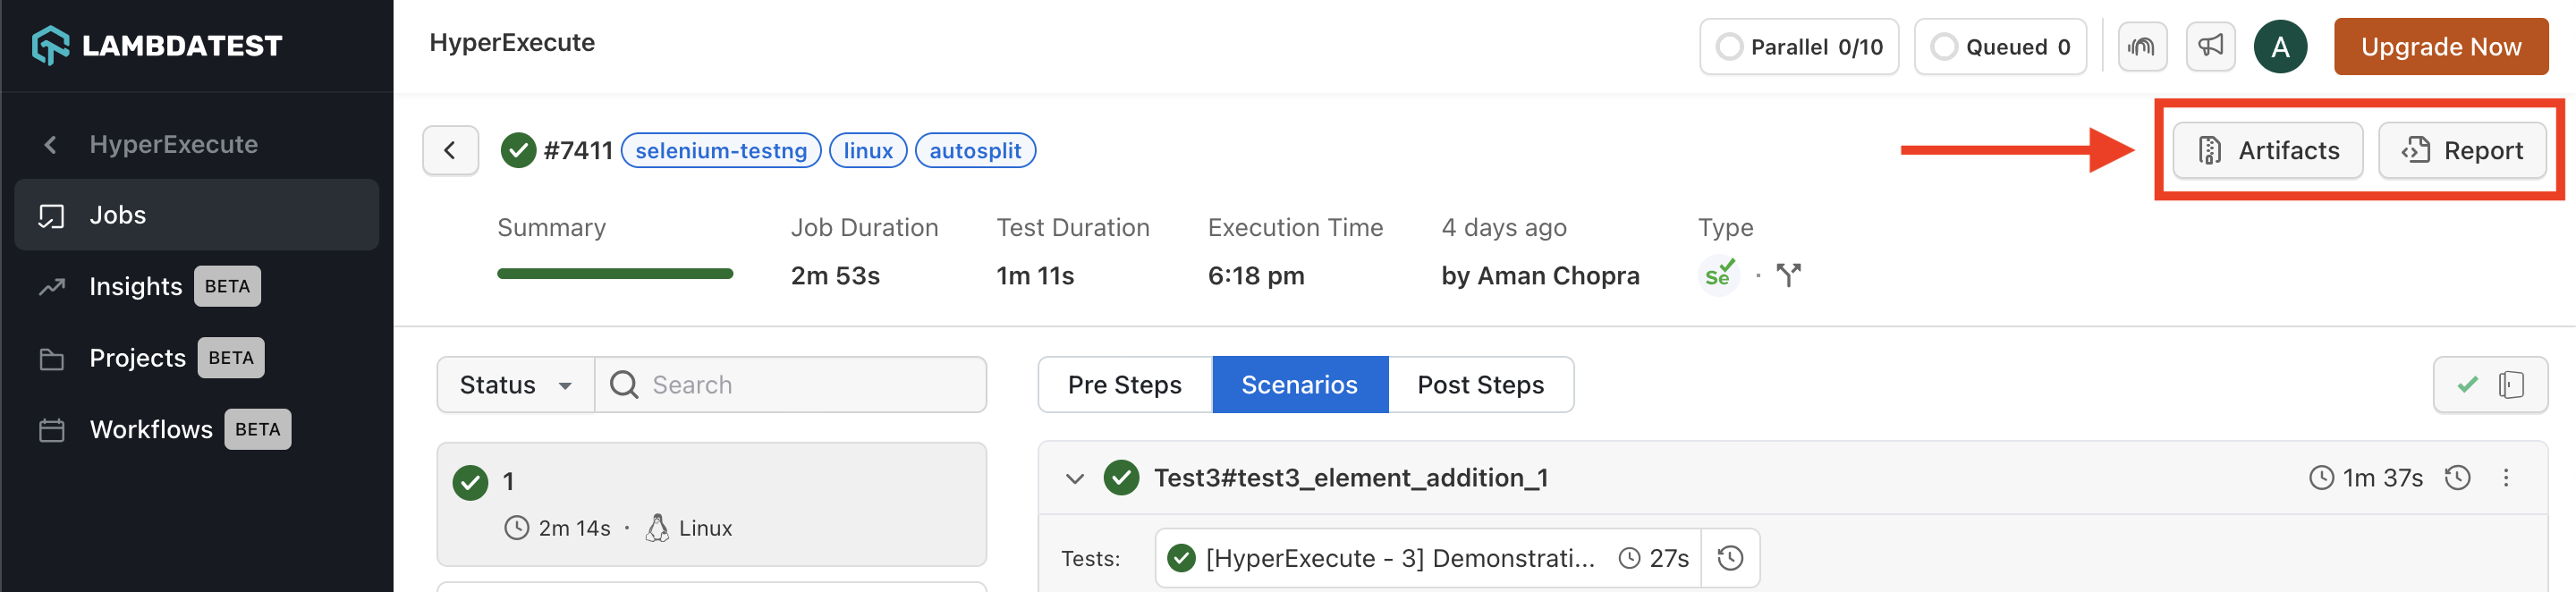 LAMBDATEST
HyperExecute
Jobs
Insights BETA
Projects BETA
Workflows BETA
HyperExecute
Parallel 0/10
Queued 0
A
Upgrade Now
#7411 selenium-testng linux autosplit
Artifacts
Report
Summary
Job Duration
2m 53s
Test Duration
1m 11s
Execution Time
6:18 pm
4 days ago
by Aman Chopra
Type
se
Status
Search
Pre Steps
Scenarios
Post Steps
1
2m 14s · Linux
Test3#test3_element_addition_1
1m 37s
Tests:
[HyperExecute - 3] Demonstrati... 27s